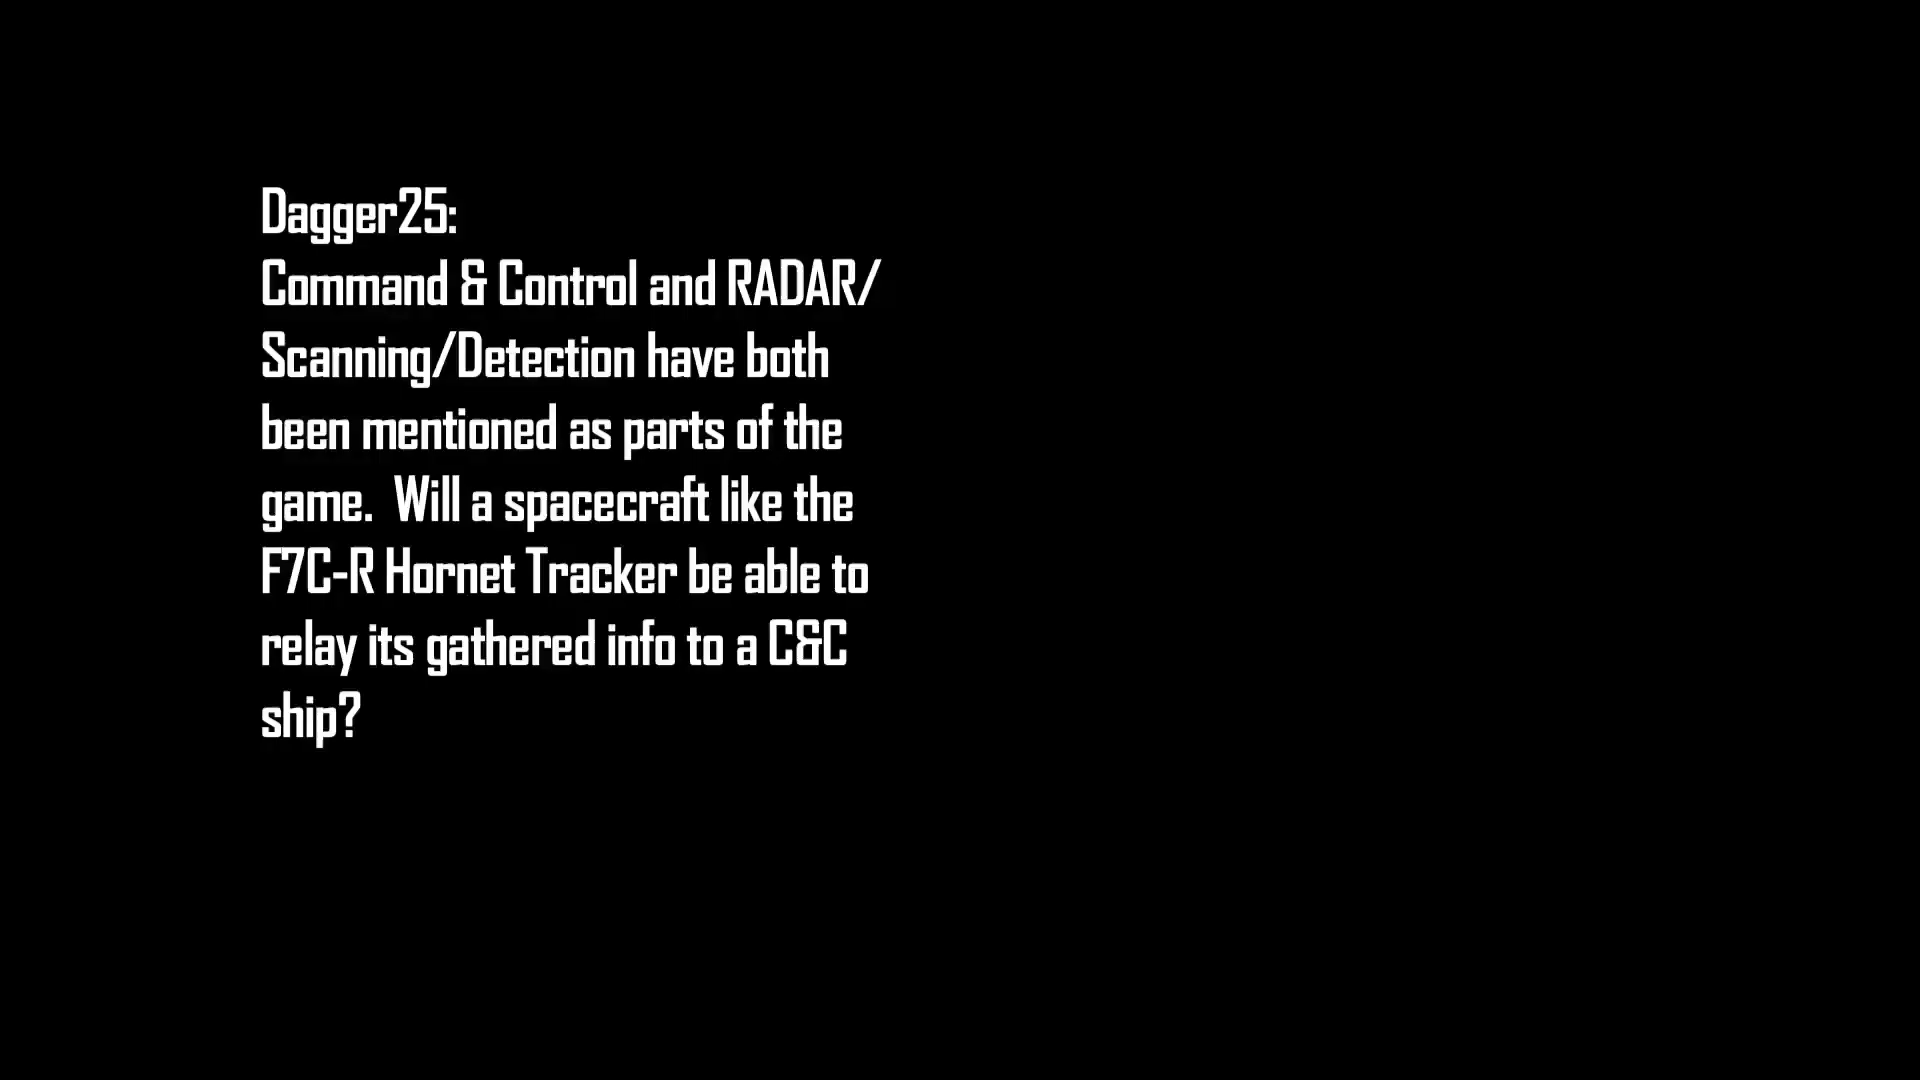 Dagger25:
Command & Control and RADAR/
Scanning/Detection have both
been mentioned as parts of the
game.  Will a spacecraft like the
F7C-R Hornet Tracker be able to
relay its gathered info to a C&C
ship?